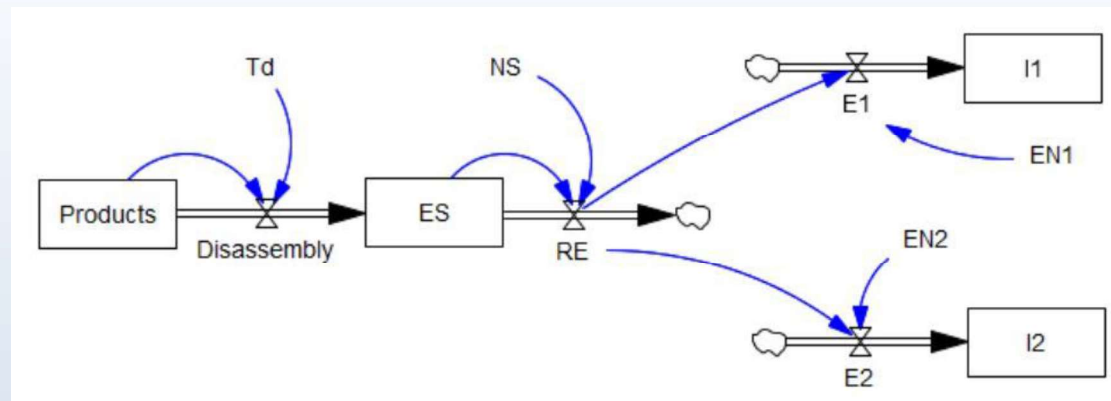 Td
NS
I1
E1
EN1
Products
ES
Disassembly
RE
EN2
I2
E2